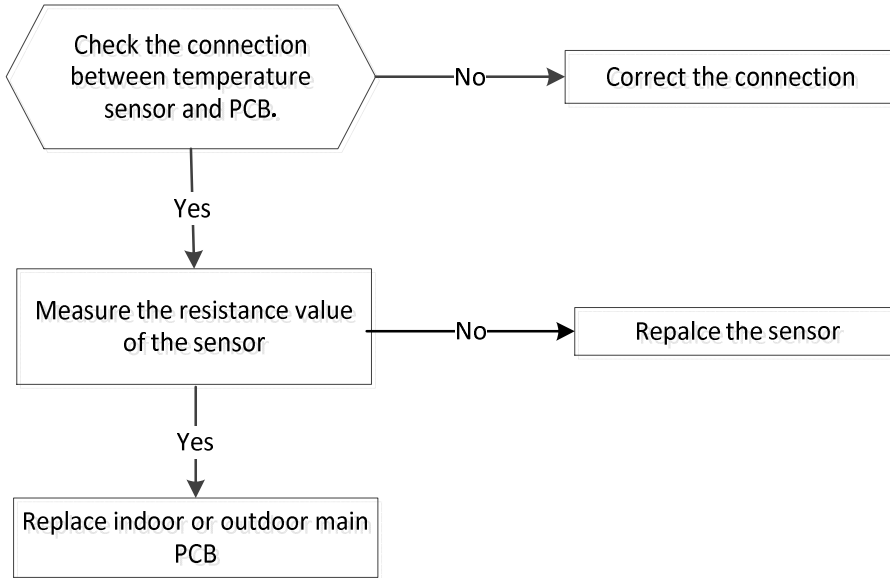 Check the connection
between temperature
sensor and PCB.
No
Correct the connection
Yes
Measure the resistance value
of the sensor
No
Repalce the sensor
Yes
Replace indoor or outdoor main
PCB